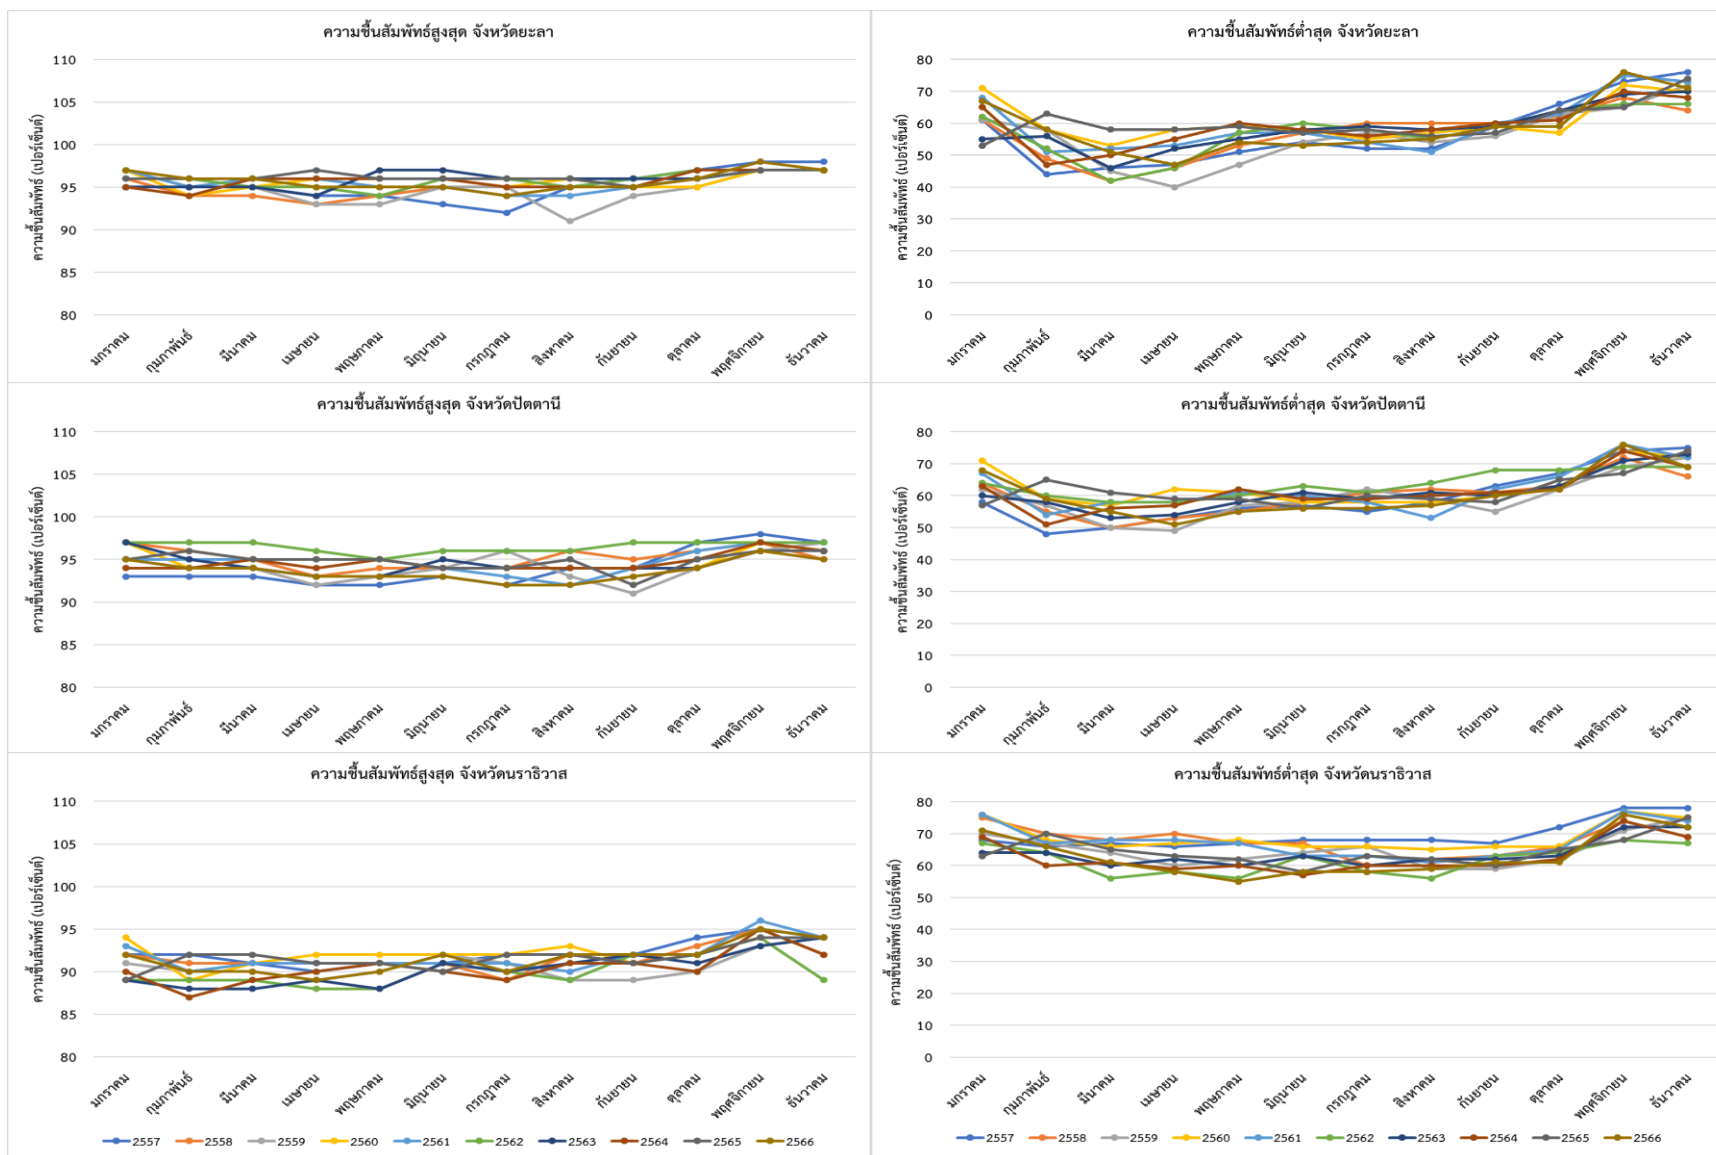 ความชื้นสัมพัทธ์สูงสุด จังหวัดยะลา
ความชื้นสัมพัทธ์ (เปอร์เซ็นต์)
110
105
100
95
90
85
80
มกราคม กุมภาพันธ์ มีนาคม เมษายน พฤษภาคม มิถุนายน กรกฎาคม สิงหาคม กันยายน ตุลาคม พฤศจิกายน ธันวาคม
ความชื้นสัมพัทธ์ต่ำสุด จังหวัดยะลา
ความชื้นสัมพัทธ์ (เปอร์เซ็นต์)
80
70
60
50
40
30
20
10
0
มกราคม กุมภาพันธ์ มีนาคม เมษายน พฤษภาคม มิถุนายน กรกฎาคม สิงหาคม กันยายน ตุลาคม พฤศจิกายน ธันวาคม
ความชื้นสัมพัทธ์สูงสุด จังหวัดปัตตานี
ความชื้นสัมพัทธ์ (เปอร์เซ็นต์)
110
105
100
95
90
85
80
มกราคม กุมภาพันธ์ มีนาคม เมษายน พฤษภาคม มิถุนายน กรกฎาคม สิงหาคม กันยายน ตุลาคม พฤศจิกายน ธันวาคม
ความชื้นสัมพัทธ์ต่ำสุด จังหวัดปัตตานี
ความชื้นสัมพัทธ์ (เปอร์เซ็นต์)
80
70
60
50
40
30
20
10
0
มกราคม กุมภาพันธ์ มีนาคม เมษายน พฤษภาคม มิถุนายน กรกฎาคม สิงหาคม กันยายน ตุลาคม พฤศจิกายน ธันวาคม
ความชื้นสัมพัทธ์สูงสุด จังหวัดนราธิวาส
ความชื้นสัมพัทธ์ (เปอร์เซ็นต์)
110
105
100
95
90
85
80
มกราคม กุมภาพันธ์ มีนาคม เมษายน พฤษภาคม มิถุนายน กรกฎาคม สิงหาคม กันยายน ตุลาคม พฤศจิกายน ธันวาคม
2557 2558 2559 2560 2561 2562 2563 2564 2565 2566
ความชื้นสัมพัทธ์ต่ำสุด จังหวัดนราธิวาส
ความชื้นสัมพัทธ์ (เปอร์เซ็นต์)
80
70
60
50
40
30
20
10
0
มกราคม กุมภาพันธ์ มีนาคม เมษายน พฤษภาคม มิถุนายน กรกฎาคม สิงหาคม กันยายน ตุลาคม พฤศจิกายน ธันวาคม
2557 2558 2559 2560 2561 2562 2563 2564 2565 2566